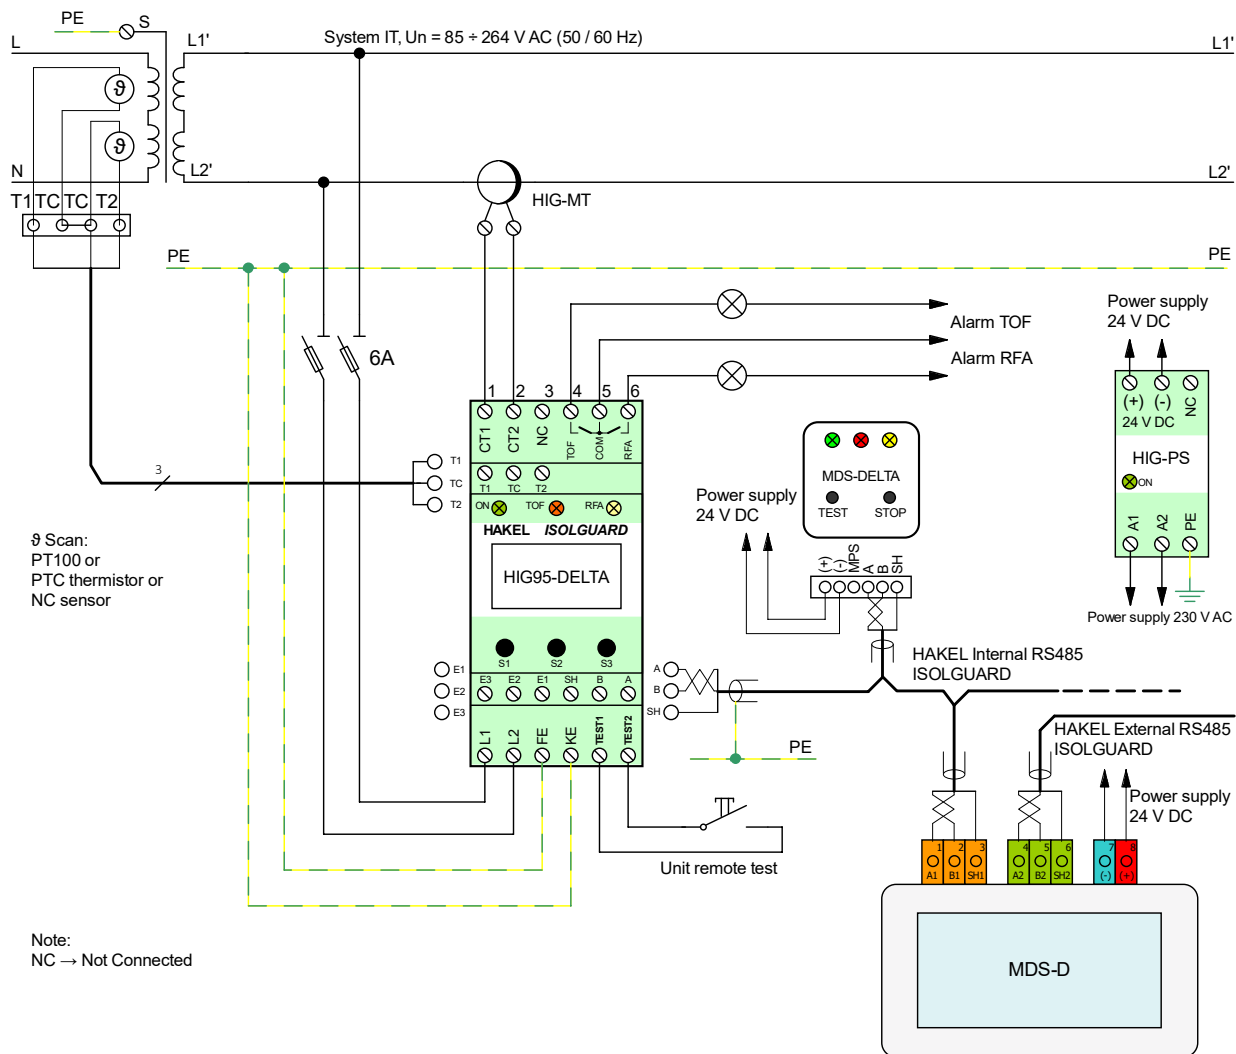 PE
S
L
L1'
System IT, Un = 85 ÷ 264 V AC (50 / 60 Hz)
L1'
ϑ
ϑ
N
L2'
L2'
T1 TC TC T2
HIG-MT
PE
PE
Power supply
24 V DC
Alarm TOF
Alarm RFA
6A
1 2 3 4 5 6
CT1 CT2 NC TOF COM RFA
T1 TC T2
ON TOF RFA
HAKEL ISOLGUARD
HIG95-DELTA
S1 S2 S3
E3 E2 E1 SH B A
L1 L2 FE KE TEST1 TEST2
T1
TC
T2
3
ϑ Scan:
PT100 or
PTC thermistor or
NC sensor
E1
E2
E3
A
B
SH
PE
Unit remote test
MDS-DELTA
TEST STOP
Power supply
24 V DC
(+) (-) MPS A B SH
(+) (-) NC
24 V DC
HIG-PS
ON
A1 A2 PE
Power supply 230 V AC
HAKEL Internal RS485
ISOLGUARD
HAKEL External RS485
ISOLGUARD
Power supply
24 V DC
1 2 3 4 5 6 7 8
A1 B1 SH1 A2 B2 SH2 (-) (+)
MDS-D
Note:
NC → Not Connected